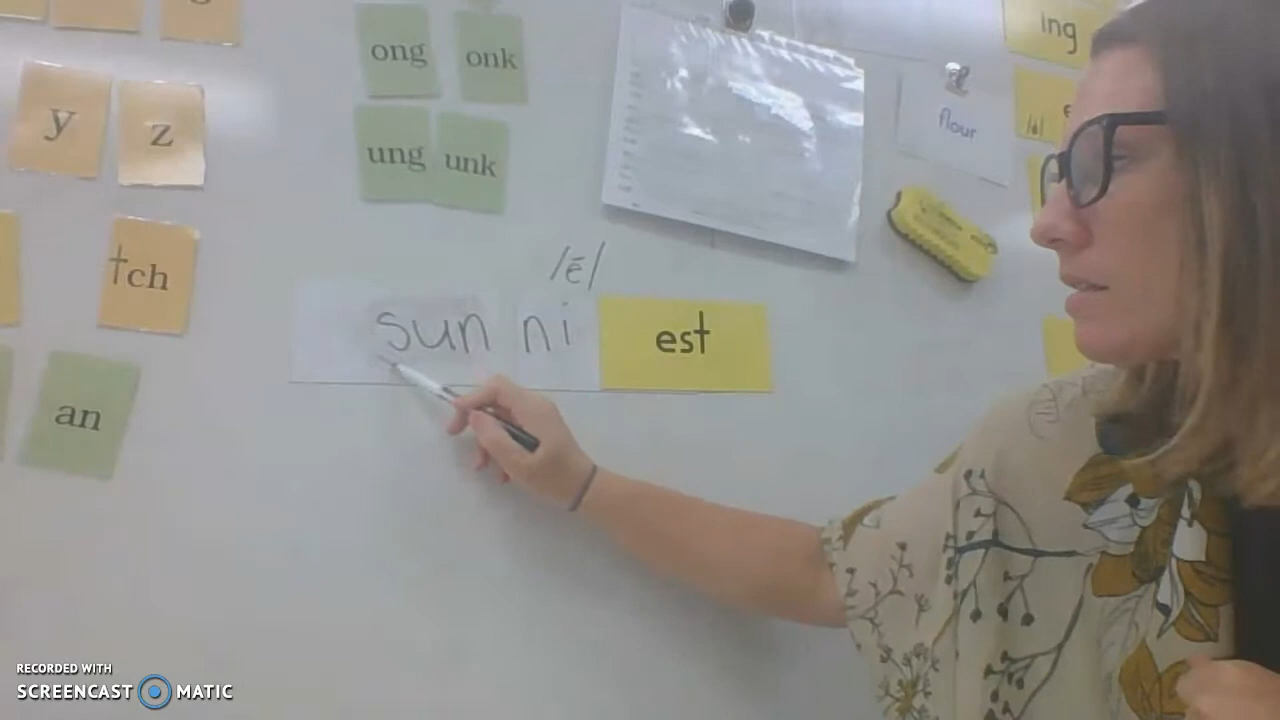 ong onk
ing
y z
ung unk
flour
tch
/ē/
sun ni est
an
RECORDED WITH
SCREENCAST MATIC